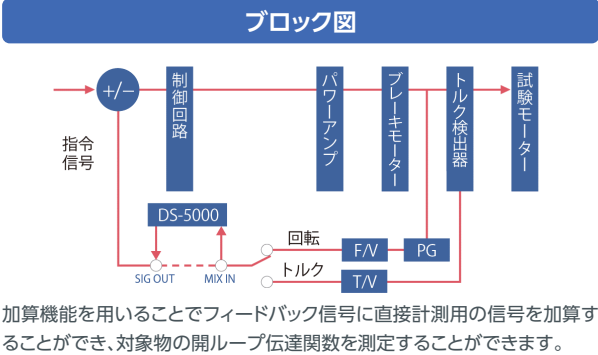 ブロック図
+/−
指令
信号
制御回路
パワーアンプ
ブレーキモーター
トルク検出器
試験モーター
DS-5000
SIG OUT
MIX IN
回転
トルク
F/V
PG
T/V
加算機能を用いることでフィードバック信号に直接計測用の信号を加算す
ることができ、対象物の開ループ伝達関数を測定することができます。